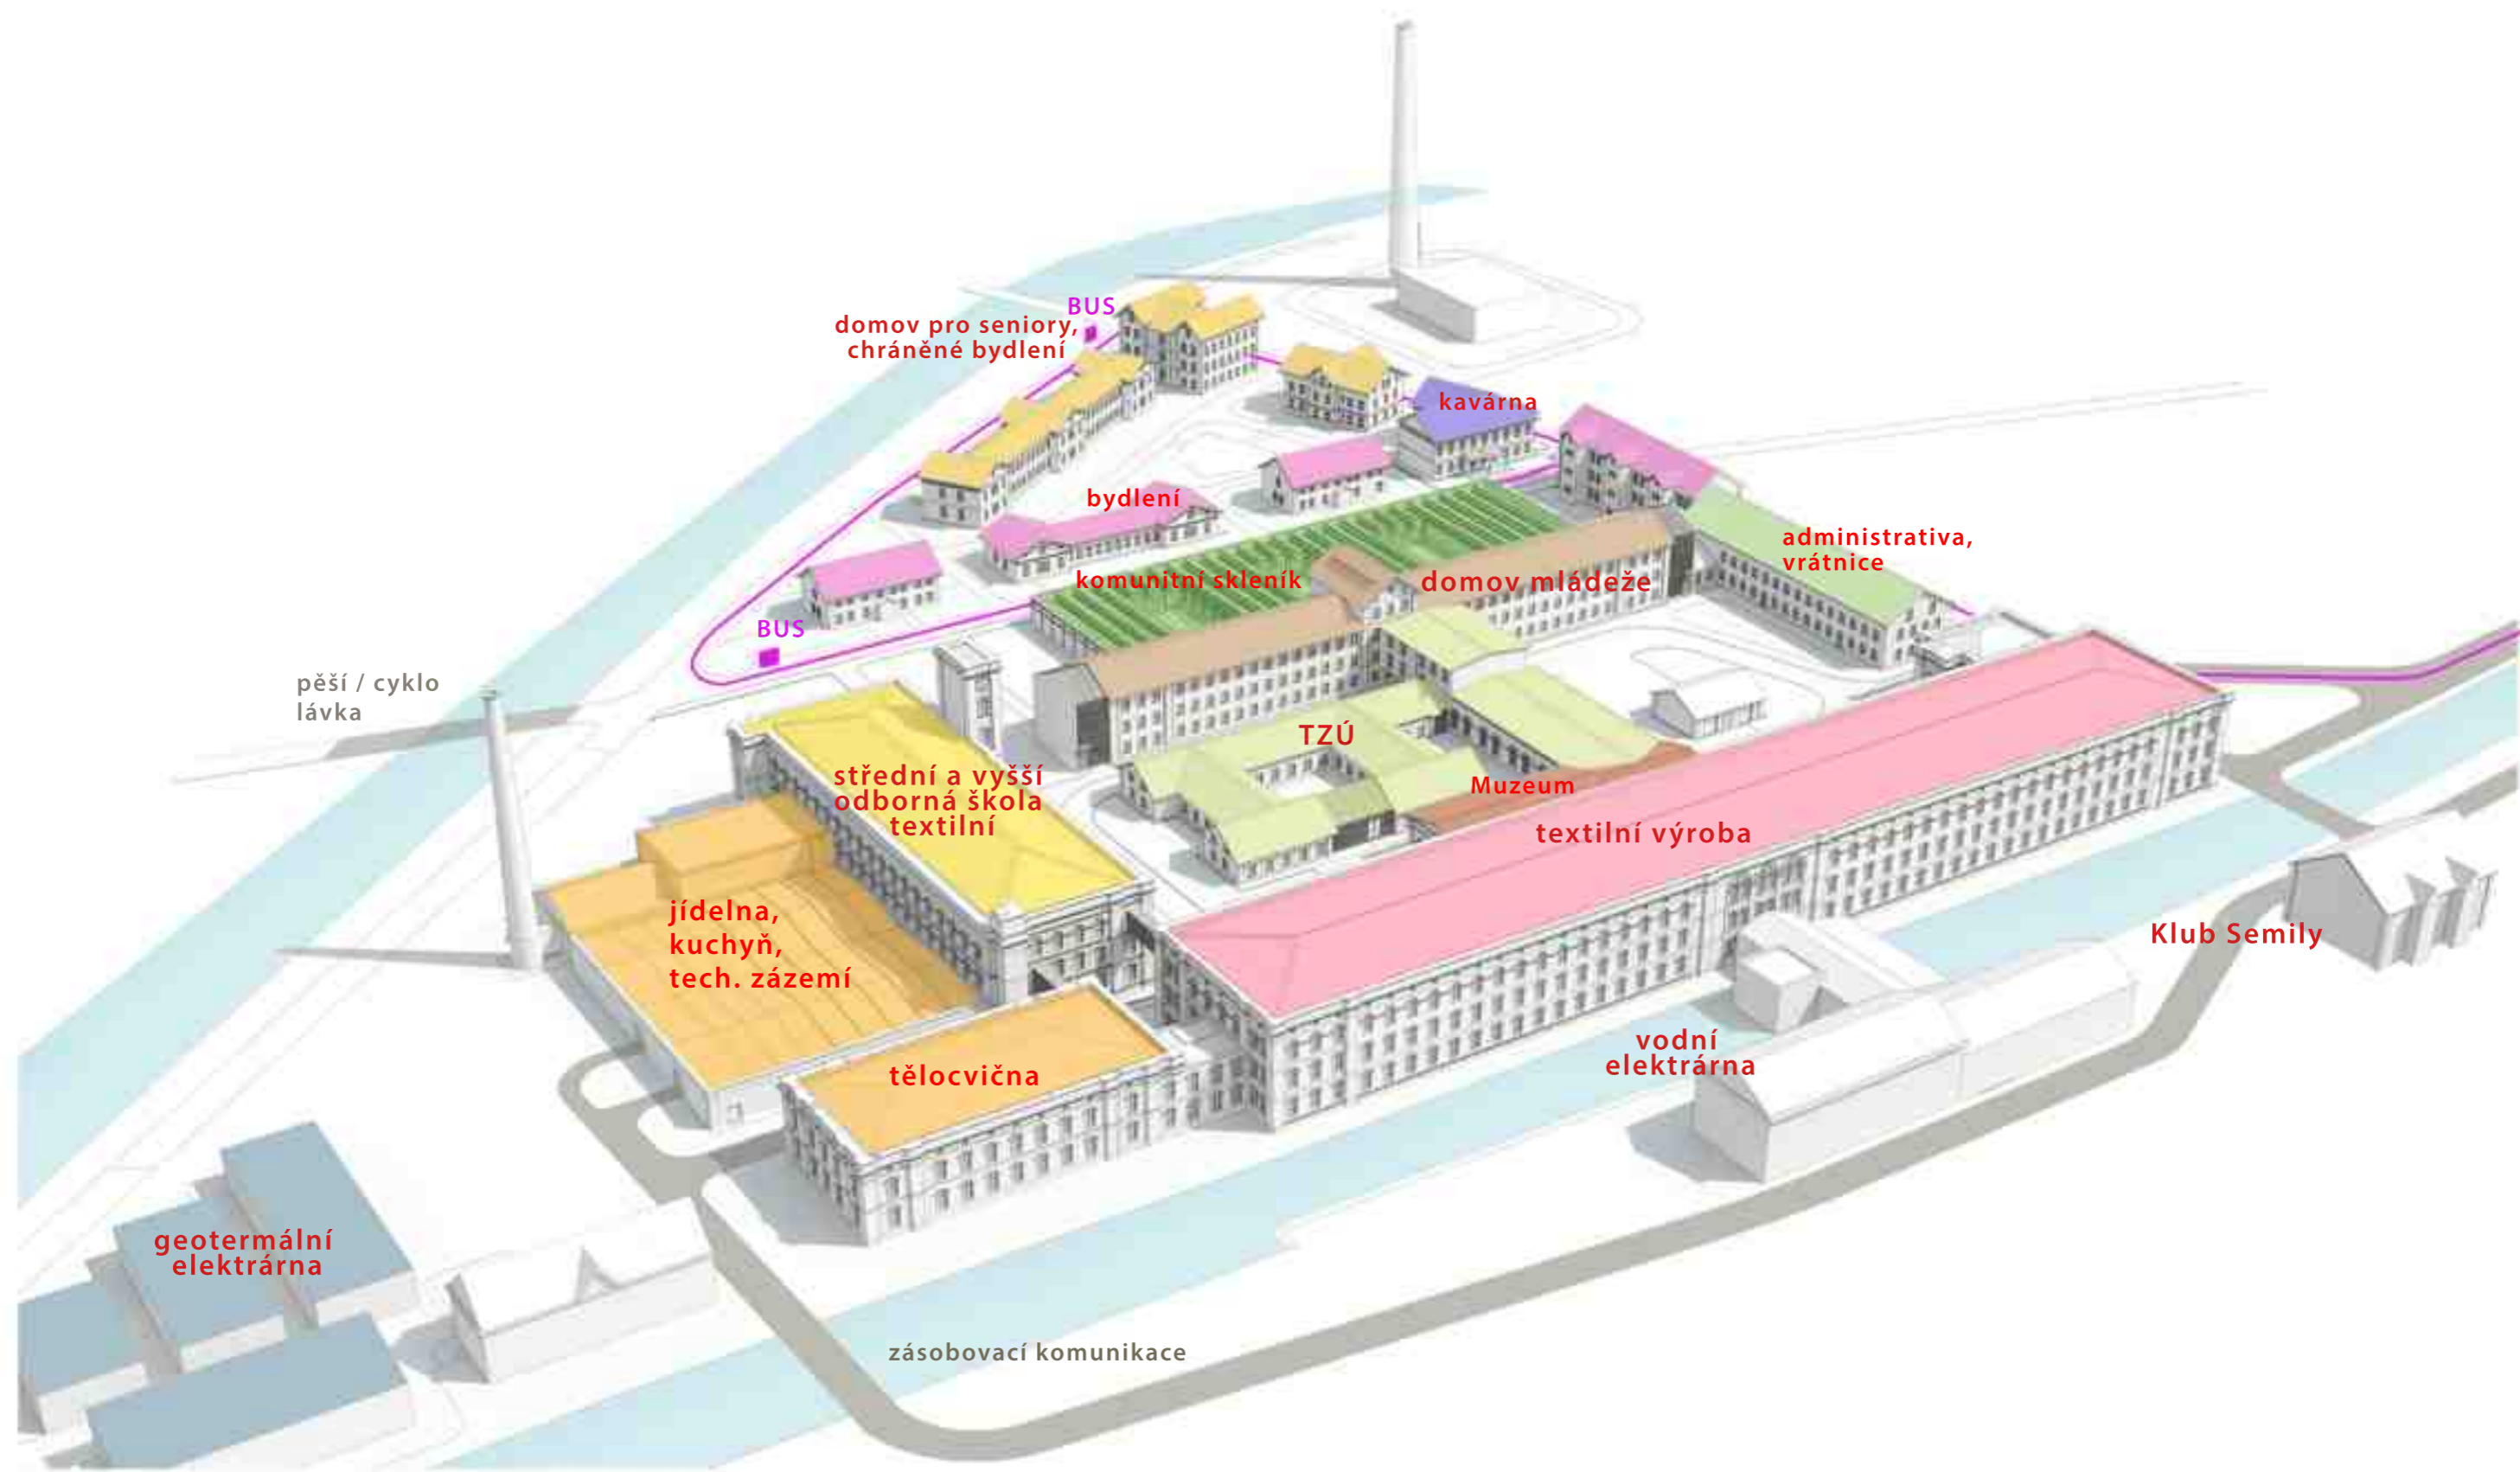 BUS
domov pro seniory,
chráněné bydlení
kavárna
bydlení
administrativa,
vrátnice
komunitní skleník
domov mládeže
BUS
pěší / cyklo
lávka
TZÚ
střední a vyšší
odborná škola
textilní
Muzeum
textilní výroba
jídelna,
kuchyň,
tech. zázemí
Klub Semily
vodní
elektrárna
tělocvična
geotermální
elektrárna
zásobovací komunikace